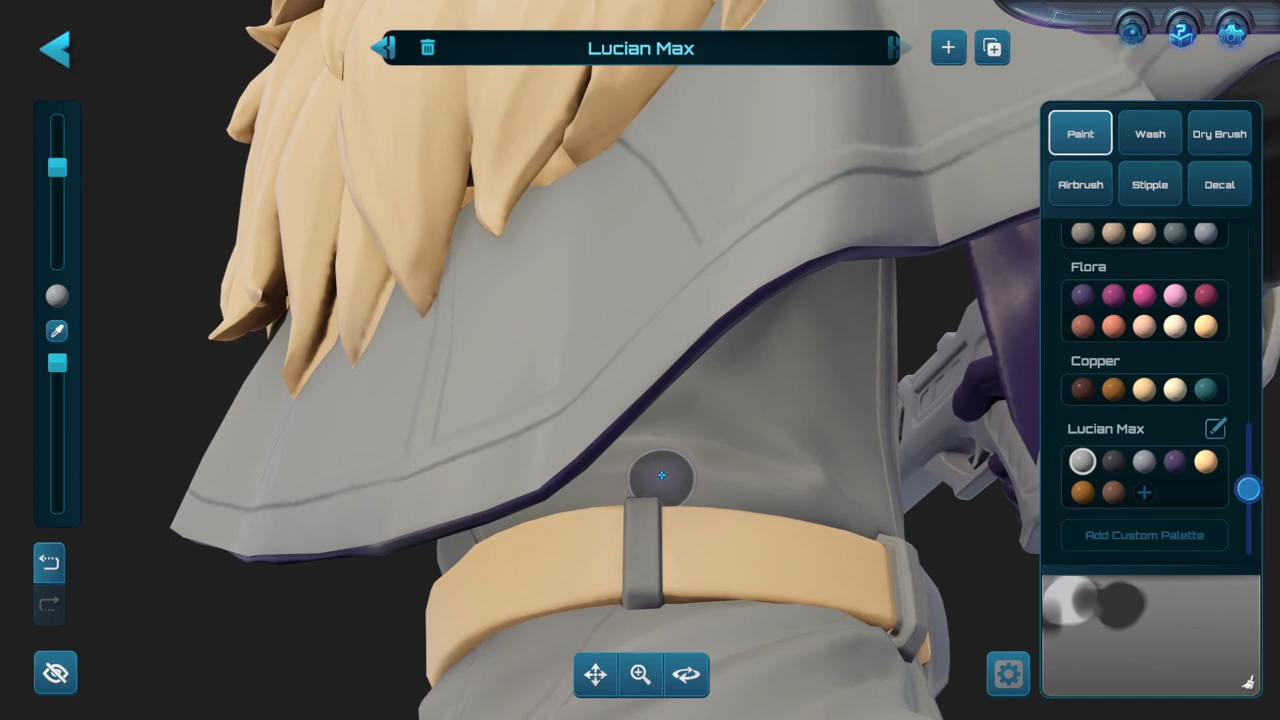 Lucian Max
Paint
Wash
Dry Brush
Airbrush
Stipple
Decal
Flora
Copper
Lucian Max
Add Custom Palette